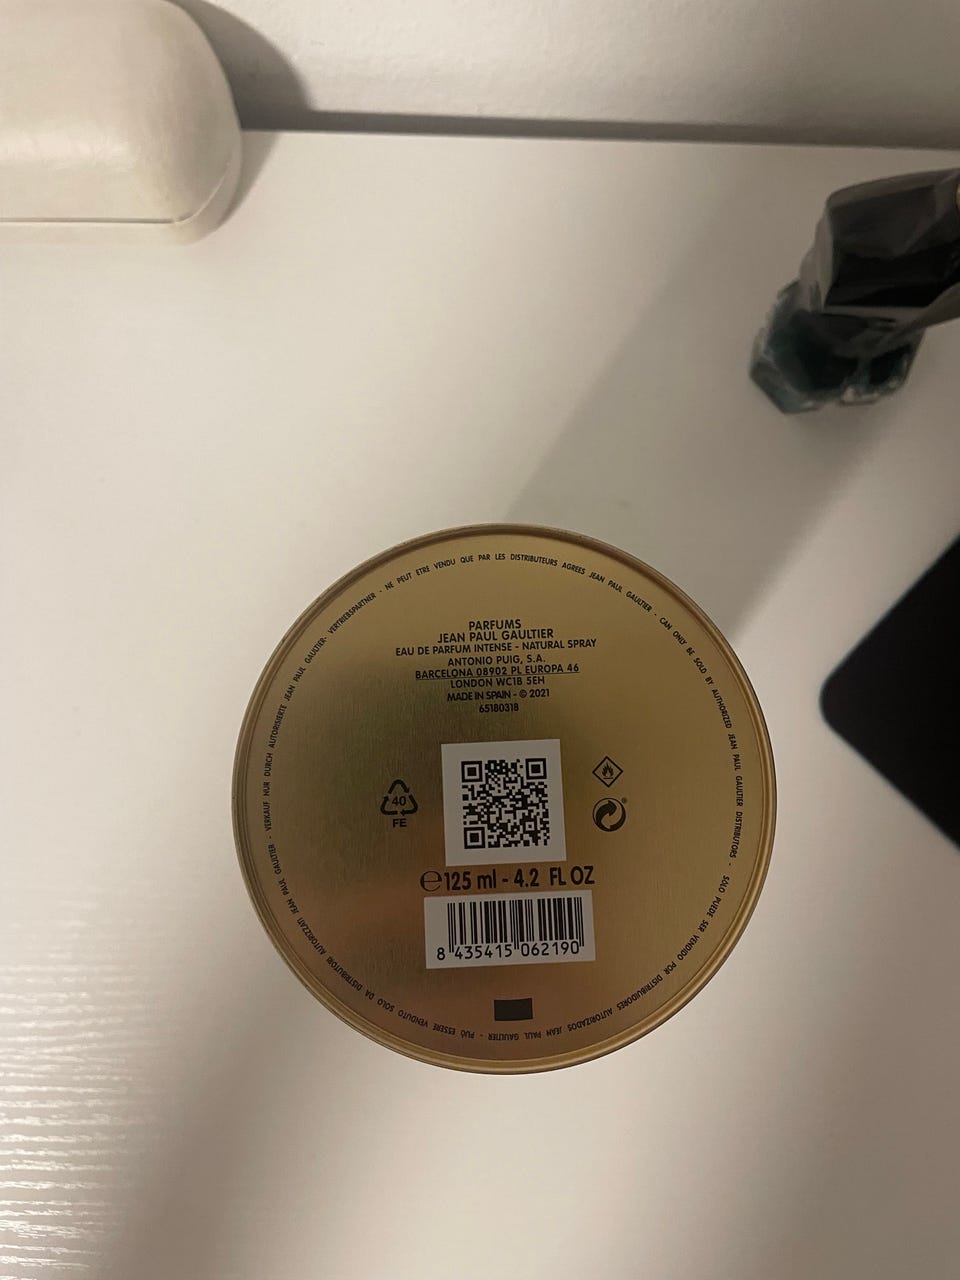 NE PEUT ETRE VENDU QUE PAR LES DISTRIBUTEURS AGREES JEAN PAUL GAULTIER - CAN ONLY BE SOLD BY AUTHORIZED JEAN PAUL GAULTIER DISTRIBUTORS - SOLO PUEDE SER VENDIDO POR DISTRIBUIDORES AUTORIZADOS JEAN PAUL GAULTIER - PUÒ ESSERE VENDUTO SOLO DA DISTRIBUTORI AUTORIZZATI JEAN PAUL GAULTIER - VERKAUF NUR DURCH AUTORISIERTE JEAN PAUL GAULTIER- VERTRIEBSPARTNER -
PARFUMS
JEAN PAUL GAULTIER
EAU DE PARFUM INTENSE - NATURAL SPRAY
ANTONIO PUIG, S.A.
BARCELONA 08902 PL EUROPA 46
LONDON WC1B 5EH
MADE IN SPAIN - © 2021
65180318
40
FE
℮ 125 ml - 4.2 FL OZ
8 435415 062190